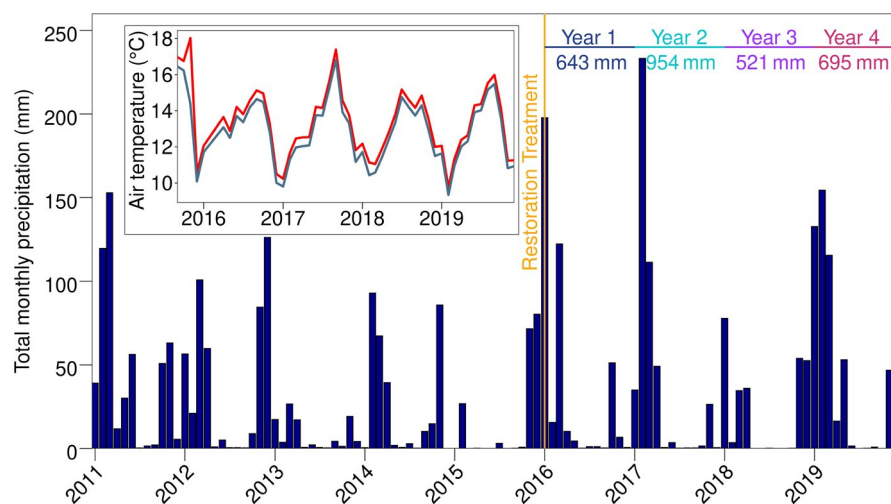 Total monthly precipitation (mm)
250
200
150
100
50
0
2011
2012
2013
2014
2015
2016
2017
2018
2019
Air temperature (°C)
18
16
14
12
10
2016
2017
2018
2019
Restoration Treatment
Year 1
Year 2
Year 3
Year 4
643 mm
954 mm
521 mm
695 mm